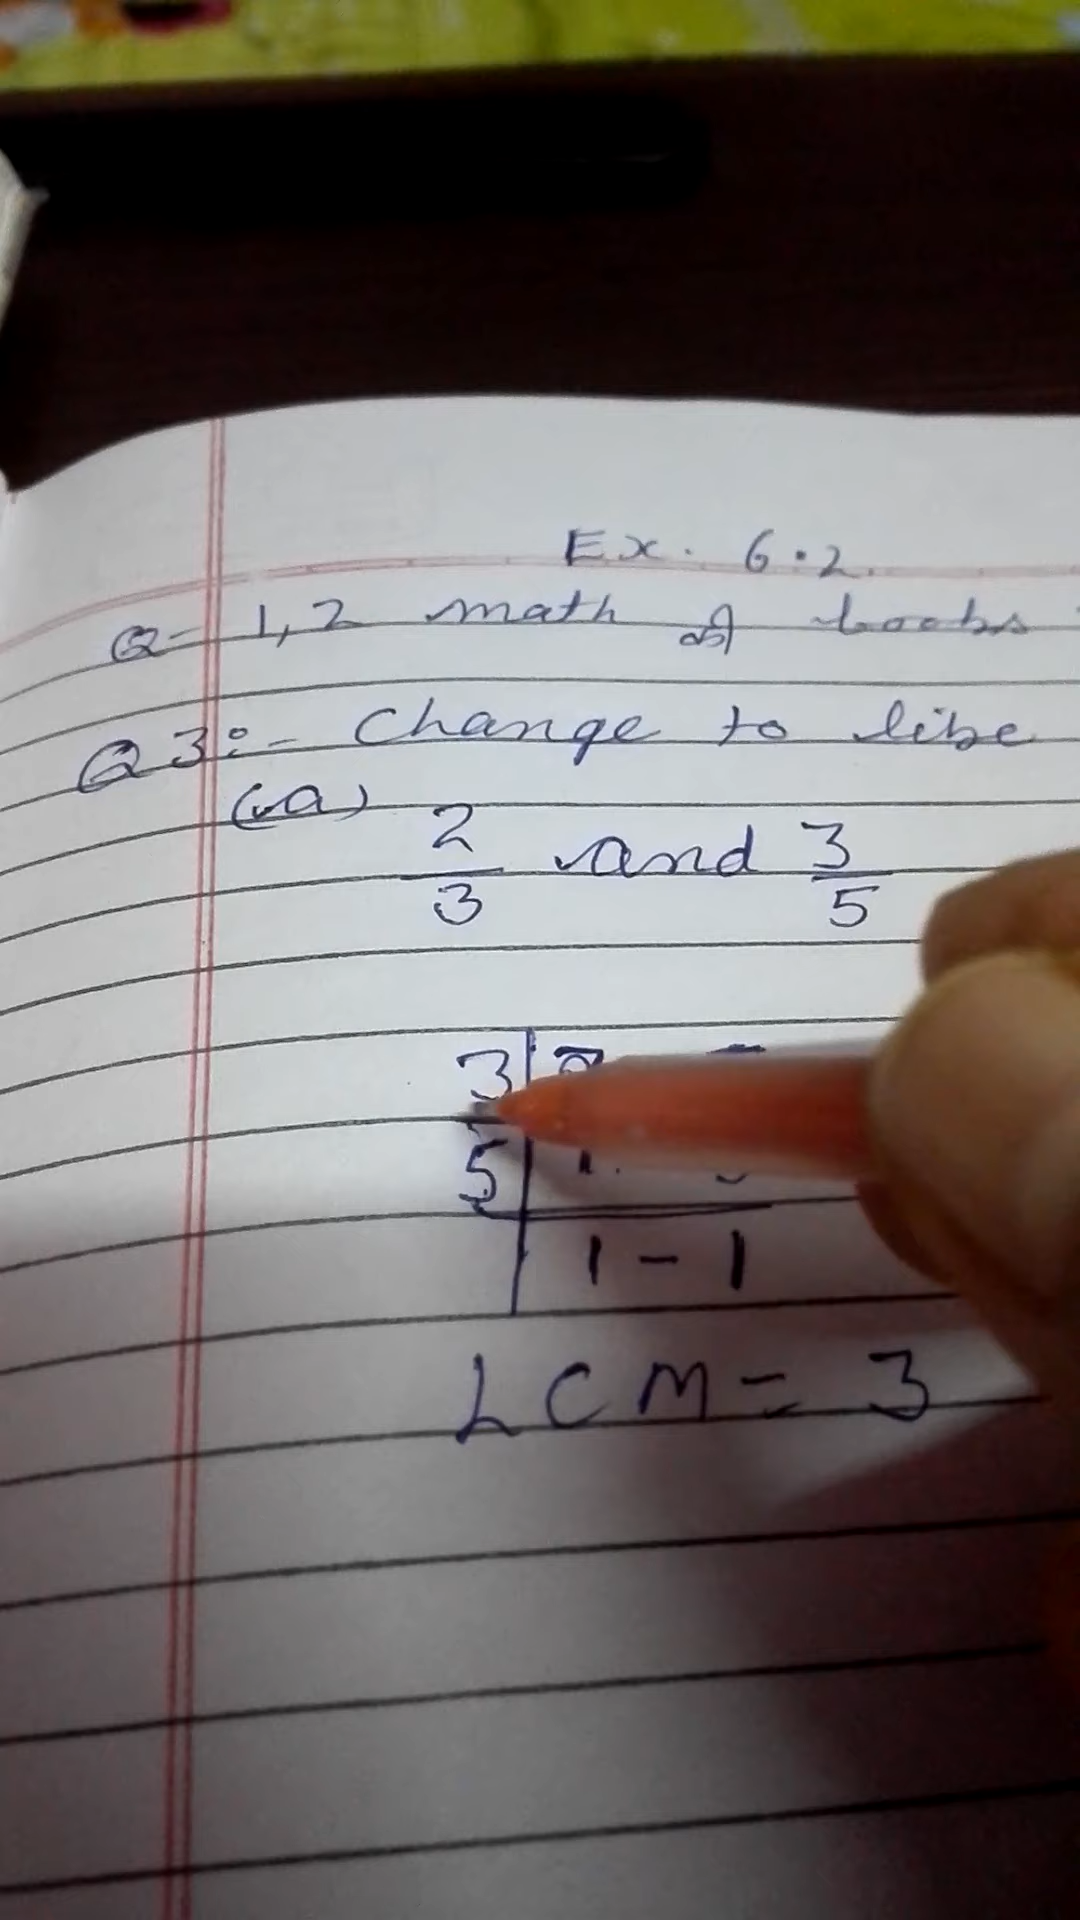 Ex. 6.2.
Q- 1,2 math की books
Q3:- Change to like
(a)
2/3 and 3/5
3
5 1
1 - 1
LCM = 3